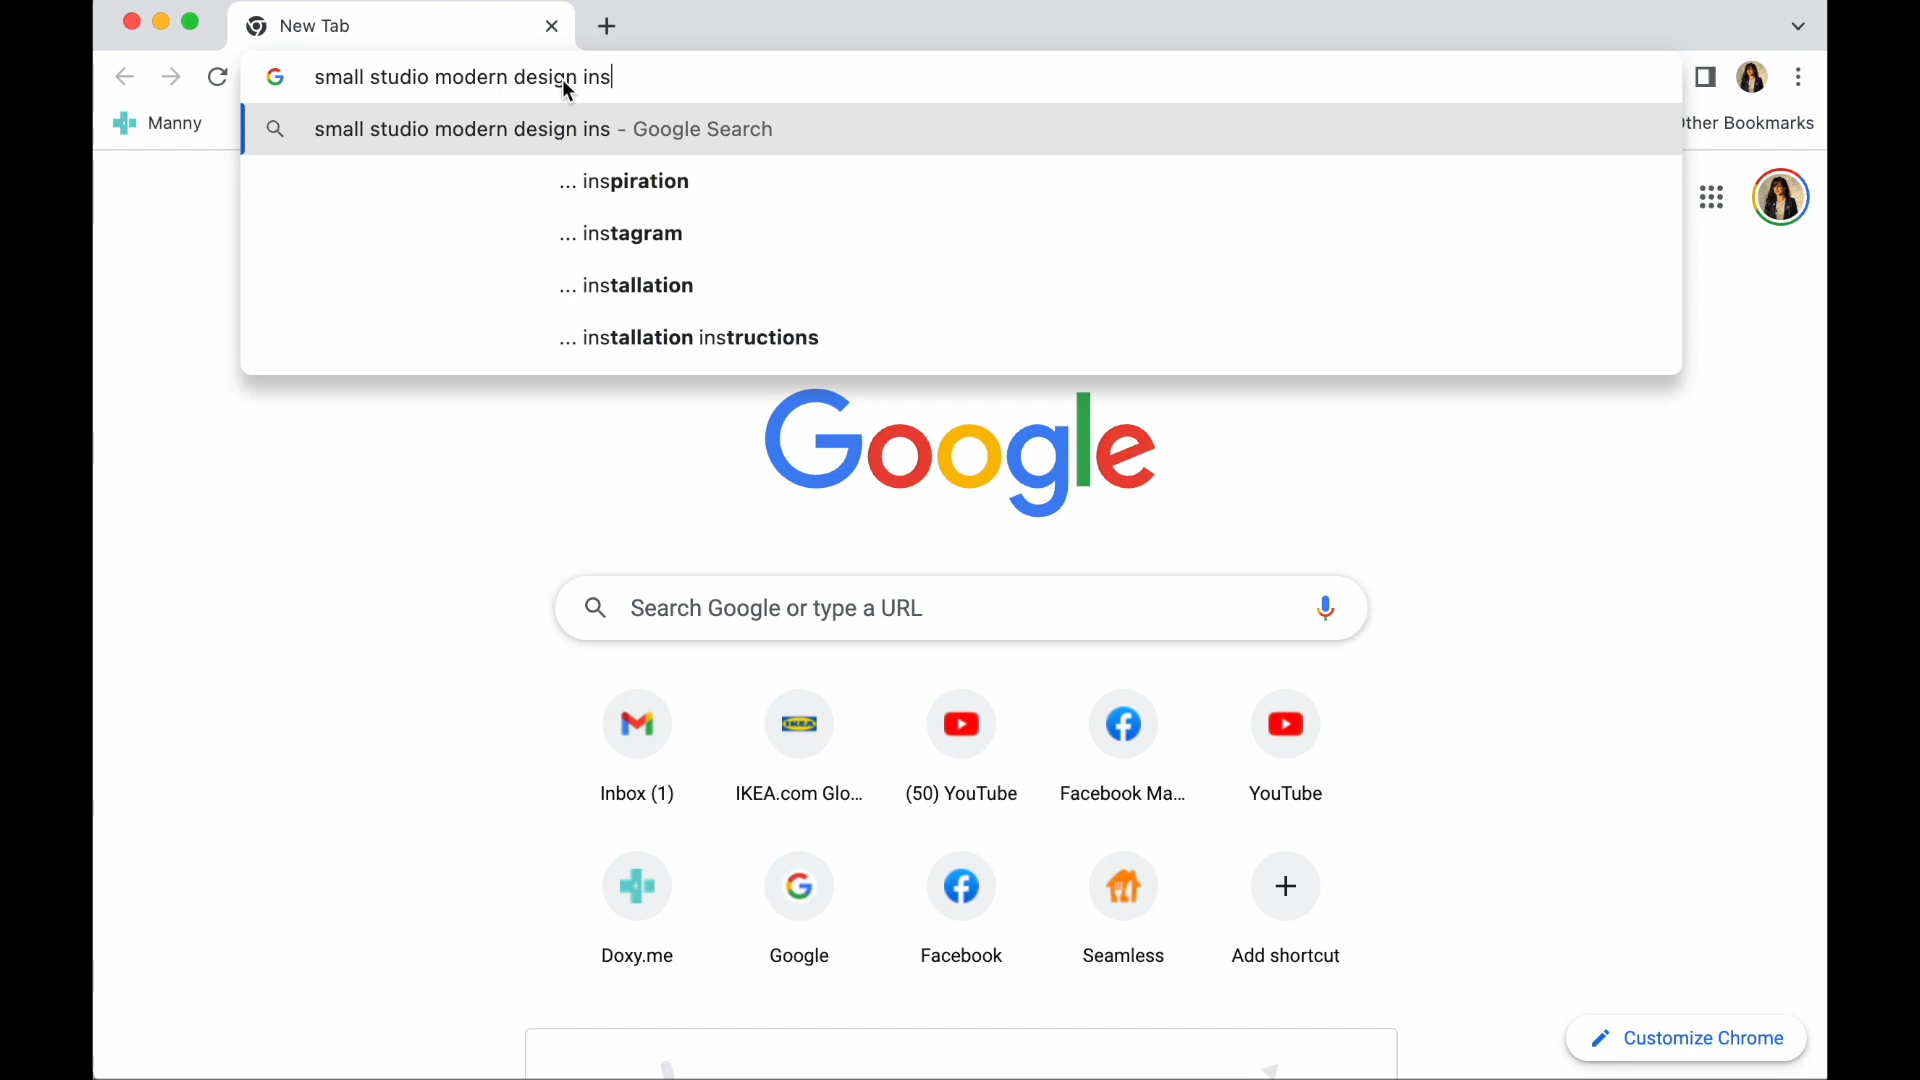 New Tab
small studio modern design ins
Manny
ther Bookmarks
small studio modern design ins - Google Search
... inspiration
... instagram
... installation
... installation instructions
Google
Search Google or type a URL
IKEA
Inbox (1)
IKEA.com Glo...
(50) YouTube
Facebook Ma...
YouTube
Doxy.me
Google
Facebook
Seamless
Add shortcut
Customize Chrome